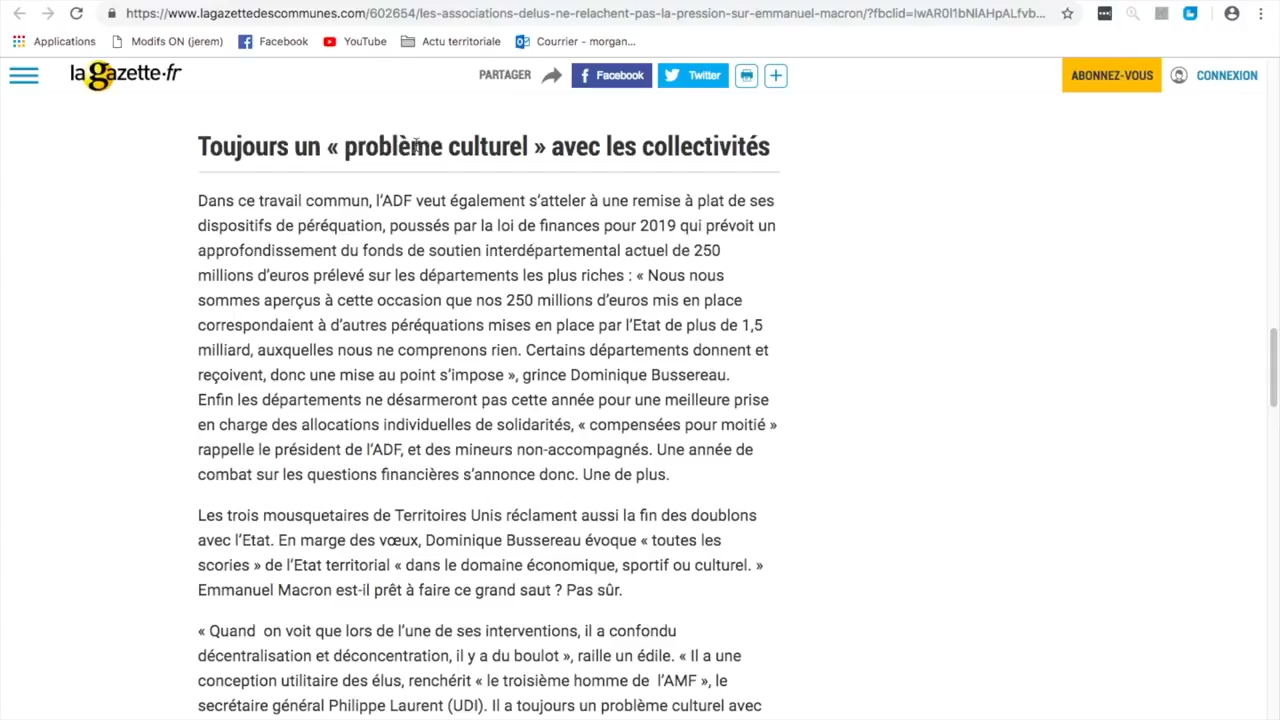 https://www.lagazettedescommunes.com/602654/les-associations-delus-ne-relachent-pas-la-pression-sur-emmanuel-macron/?fbclid=IwAR0I1bNIAHpALfvb...
Applications Modifs ON (jerem) Facebook YouTube Actu territoriale Courrier - morgan...
la gazette.fr PARTAGER Facebook Twitter ABONNEZ-VOUS CONNEXION
Toujours un « problème culturel » avec les collectivités
Dans ce travail commun, l'ADF veut également s'atteler à une remise à plat de ses
dispositifs de péréquation, poussés par la loi de finances pour 2019 qui prévoit un
approfondissement du fonds de soutien interdépartemental actuel de 250
millions d'euros prélevé sur les départements les plus riches : « Nous nous
sommes aperçus à cette occasion que nos 250 millions d'euros mis en place
correspondaient à d'autres péréquations mises en place par l'Etat de plus de 1,5
milliard, auxquelles nous ne comprenons rien. Certains départements donnent et
reçoivent, donc une mise au point s'impose », grince Dominique Bussereau.
Enfin les départements ne désarmeront pas cette année pour une meilleure prise
en charge des allocations individuelles de solidarités, « compensées pour moitié »
rappelle le président de l'ADF, et des mineurs non-accompagnés. Une année de
combat sur les questions financières s'annonce donc. Une de plus.
Les trois mousquetaires de Territoires Unis réclament aussi la fin des doublons
avec l'Etat. En marge des vœux, Dominique Bussereau évoque « toutes les
scories » de l'Etat territorial « dans le domaine économique, sportif ou culturel. »
Emmanuel Macron est-il prêt à faire ce grand saut ? Pas sûr.
« Quand on voit que lors de l'une de ses interventions, il a confondu
décentralisation et déconcentration, il y a du boulot », raille un édile. « Il a une
conception utilitaire des élus, renchérit « le troisième homme de l'AMF », le
secrétaire général Philippe Laurent (UDI). Il a toujours un problème culturel avec